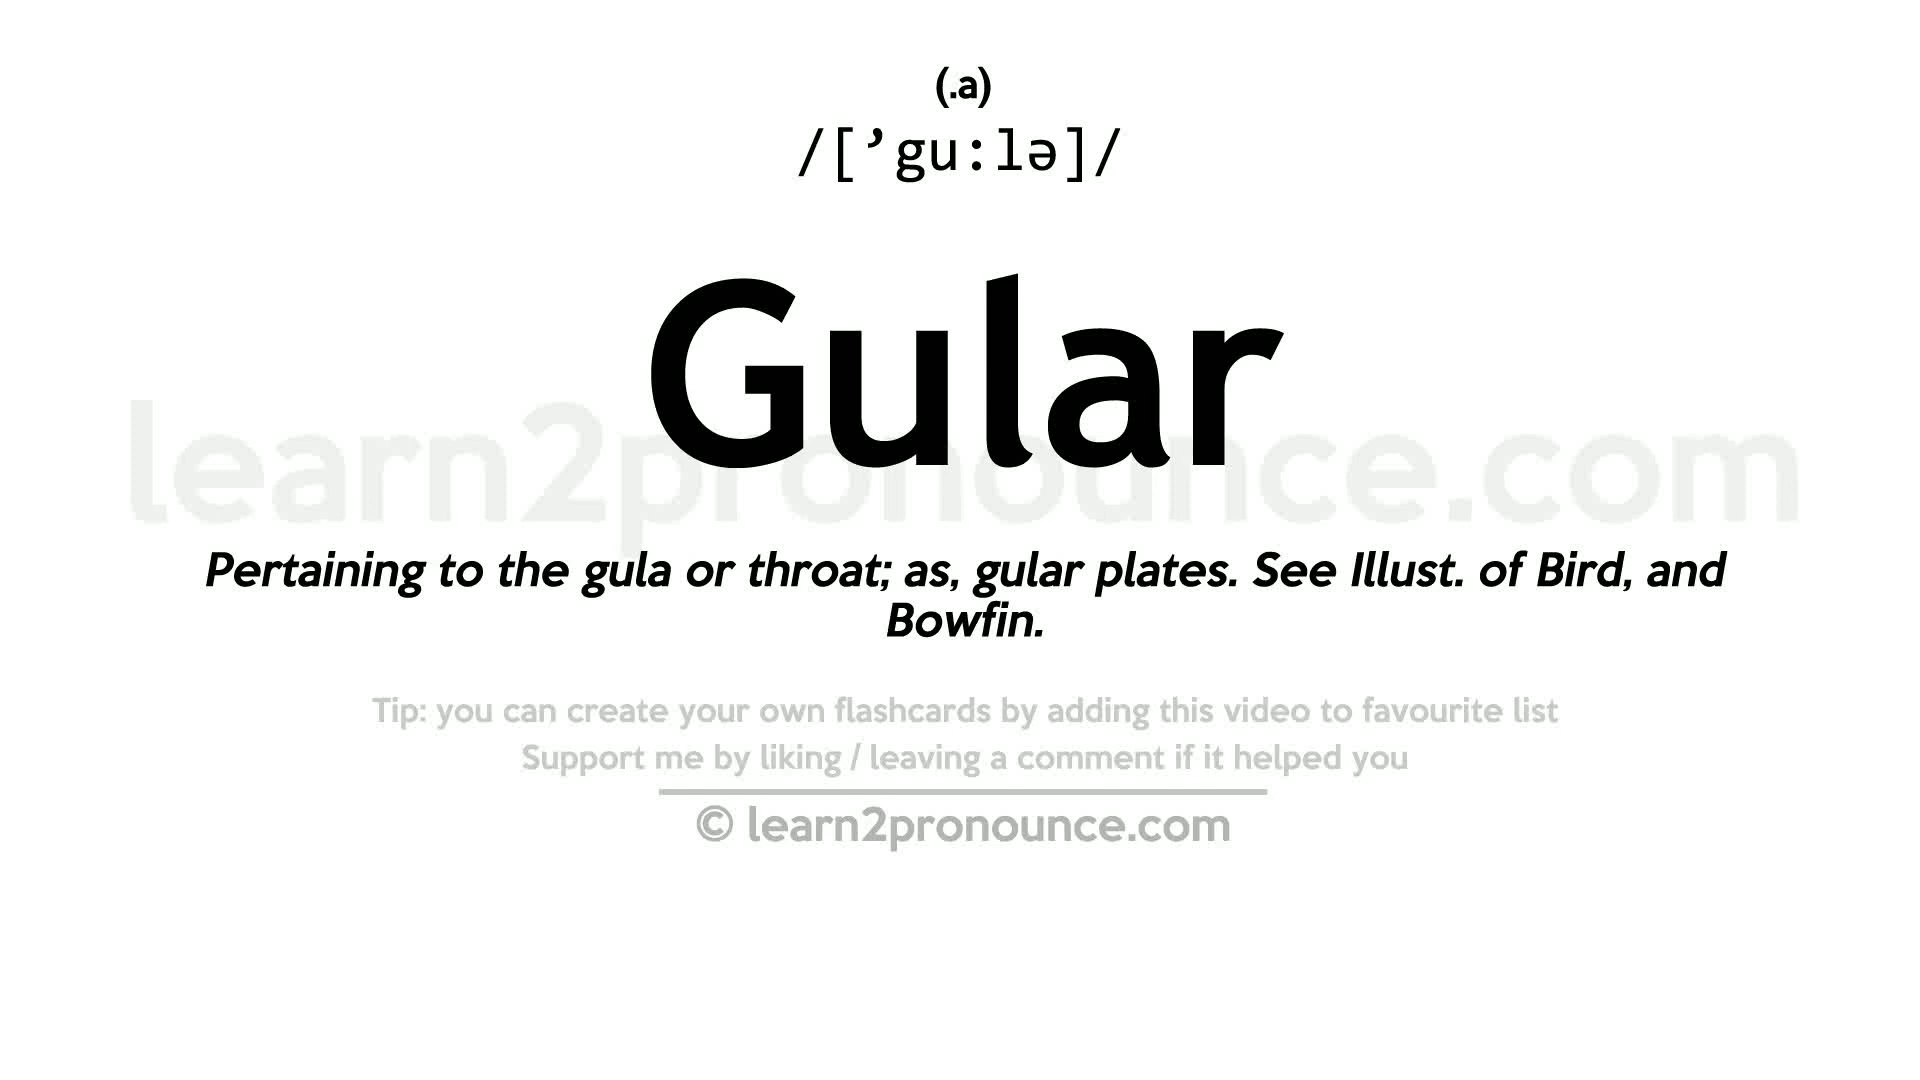 (.a)
/[’gu:lə]/
Gular
learn2pronounce.com
Pertaining to the gula or throat; as, gular plates. See Illust. of Bird, and
Bowfin.
Tip: you can create your own flashcards by adding this video to favourite list
Support me by liking / leaving a comment if it helped you
© learn2pronounce.com